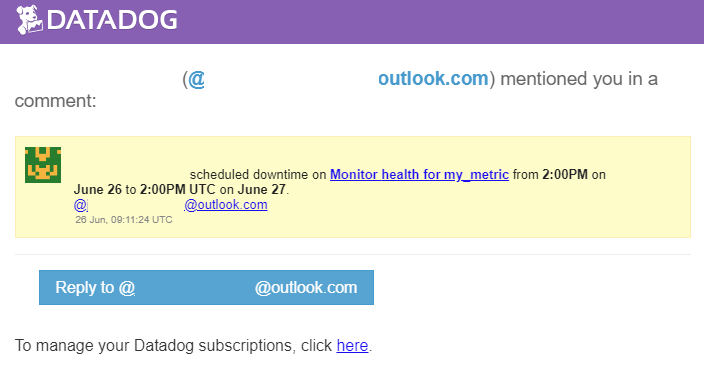 DATADOG
(@ outlook.com) mentioned you in a
comment:
scheduled downtime on Monitor health for my_metric from 2:00PM on
June 26 to 2:00PM UTC on June 27.
@ @outlook.com
26 Jun, 09:11:24 UTC
Reply to @ @outlook.com
To manage your Datadog subscriptions, click here.